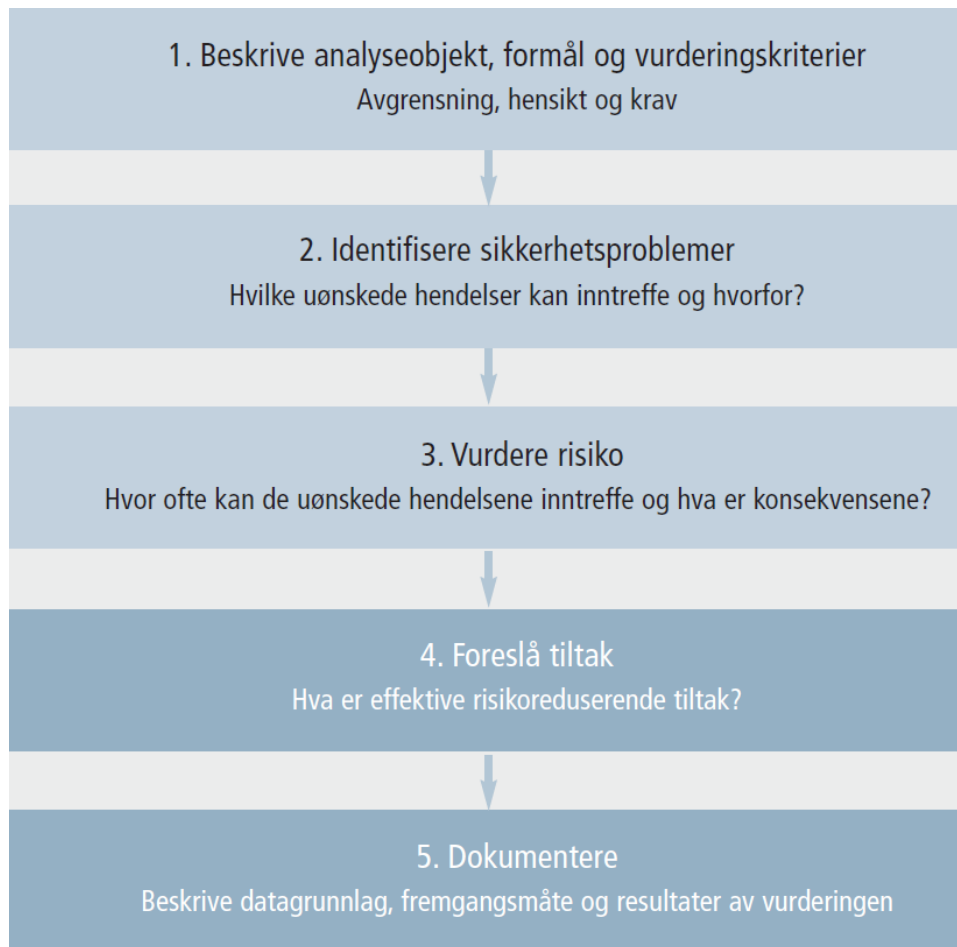 1. Beskrive analyseobjekt, formål og vurderingskriterier
Avgrensning, hensikt og krav
2. Identifisere sikkerhetsproblemer
Hvilke uønskede hendelser kan inntreffe og hvorfor?
3. Vurdere risiko
Hvor ofte kan de uønskede hendelsene inntreffe og hva er konsekvensene?
4. Foreslå tiltak
Hva er effektive risikoreduserende tiltak?
5. Dokumentere
Beskrive datagrunnlag, fremgangsmåte og resultater av vurderingen